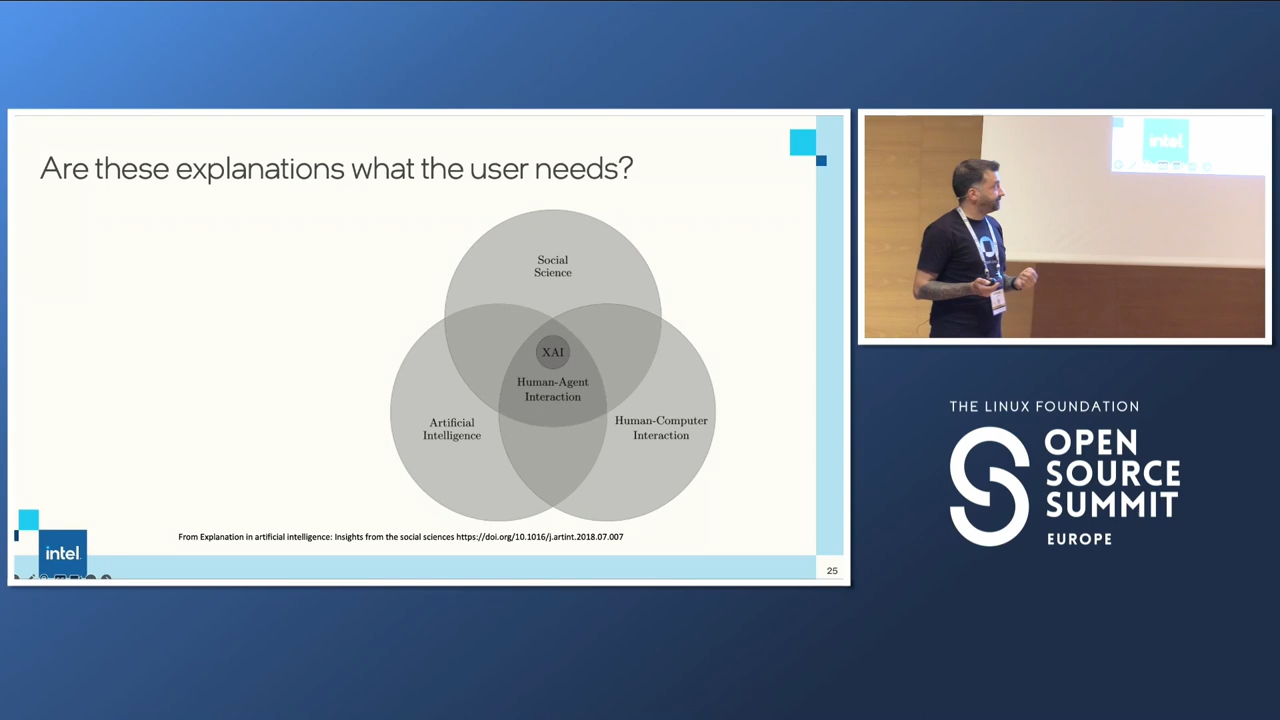 Are these explanations what the user needs?
Social
Science
XAI
Human-Agent
Interaction
Artificial
Intelligence
Human-Computer
Interaction
From Explanation in artificial intelligence: Insights from the social sciences https://doi.org/10.1016/j.artint.2018.07.007
intel.
25
intel
THE LINUX FOUNDATION
OPEN
SOURCE
SUMMIT
EUROPE